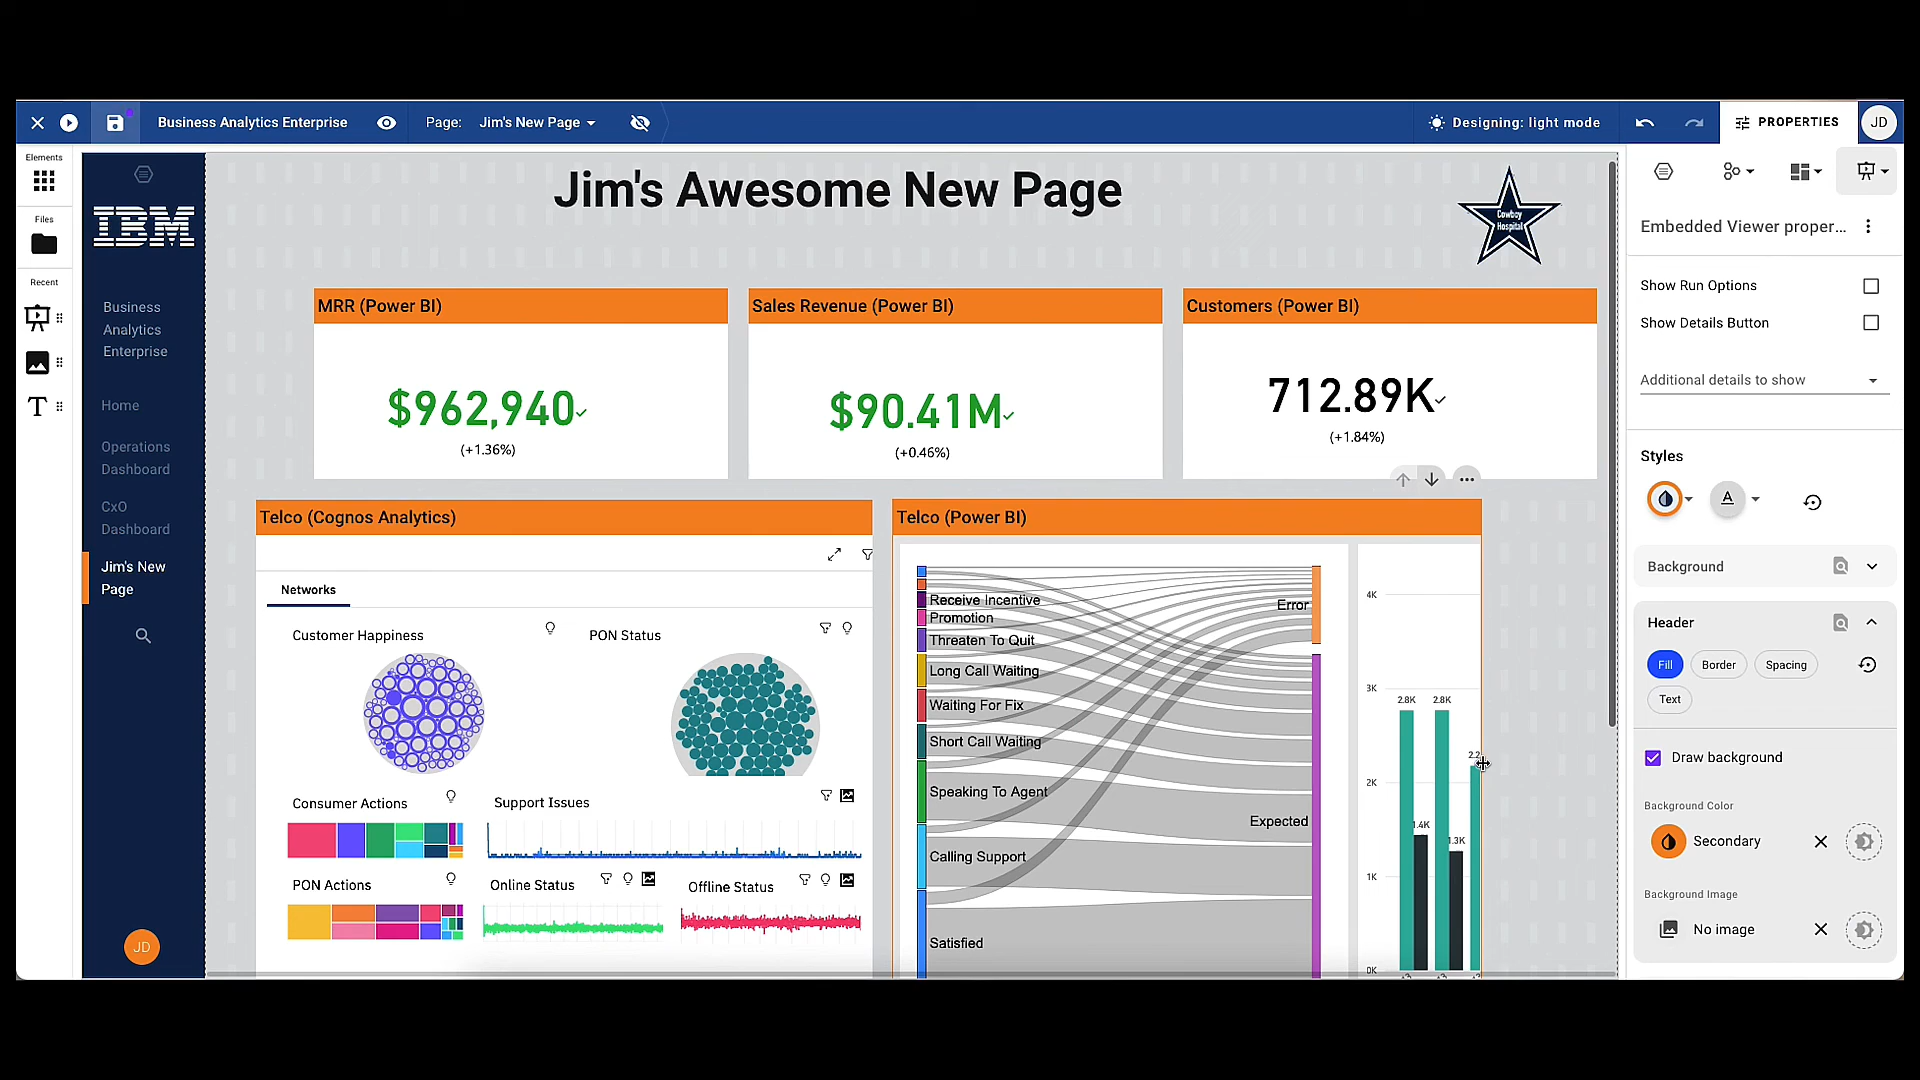 Business Analytics Enterprise
Page: Jim's New Page
Designing: light mode
PROPERTIES
JD
Elements
Files
Recent
IBM
Business
Analytics
Enterprise
Home
Operations
Dashboard
CxO
Dashboard
Jim's New
Page
JD
Jim's Awesome New Page
Cowboy
Hospital
MRR (Power BI)
$962,940
(+1.36%)
Sales Revenue (Power BI)
$90.41M
(+0.46%)
Customers (Power BI)
712.89K
(+1.84%)
Telco (Cognos Analytics)
Networks
Customer Happiness
PON Status
Consumer Actions
Support Issues
PON Actions
Online Status
Offline Status
Telco (Power BI)
Receive Incentive
Promotion
Threaten To Quit
Long Call Waiting
Waiting For Fix
Short Call Waiting
Speaking To Agent
Calling Support
Satisfied
Error
Expected
4K
3K
2K
1K
0K
2.8K
2.8K
1.4K
Embedded Viewer proper...
Show Run Options
Show Details Button
Additional details to show
Styles
A
Background
Header
Fill
Border
Spacing
Text
Draw background
Background Color
Secondary
Background Image
No image